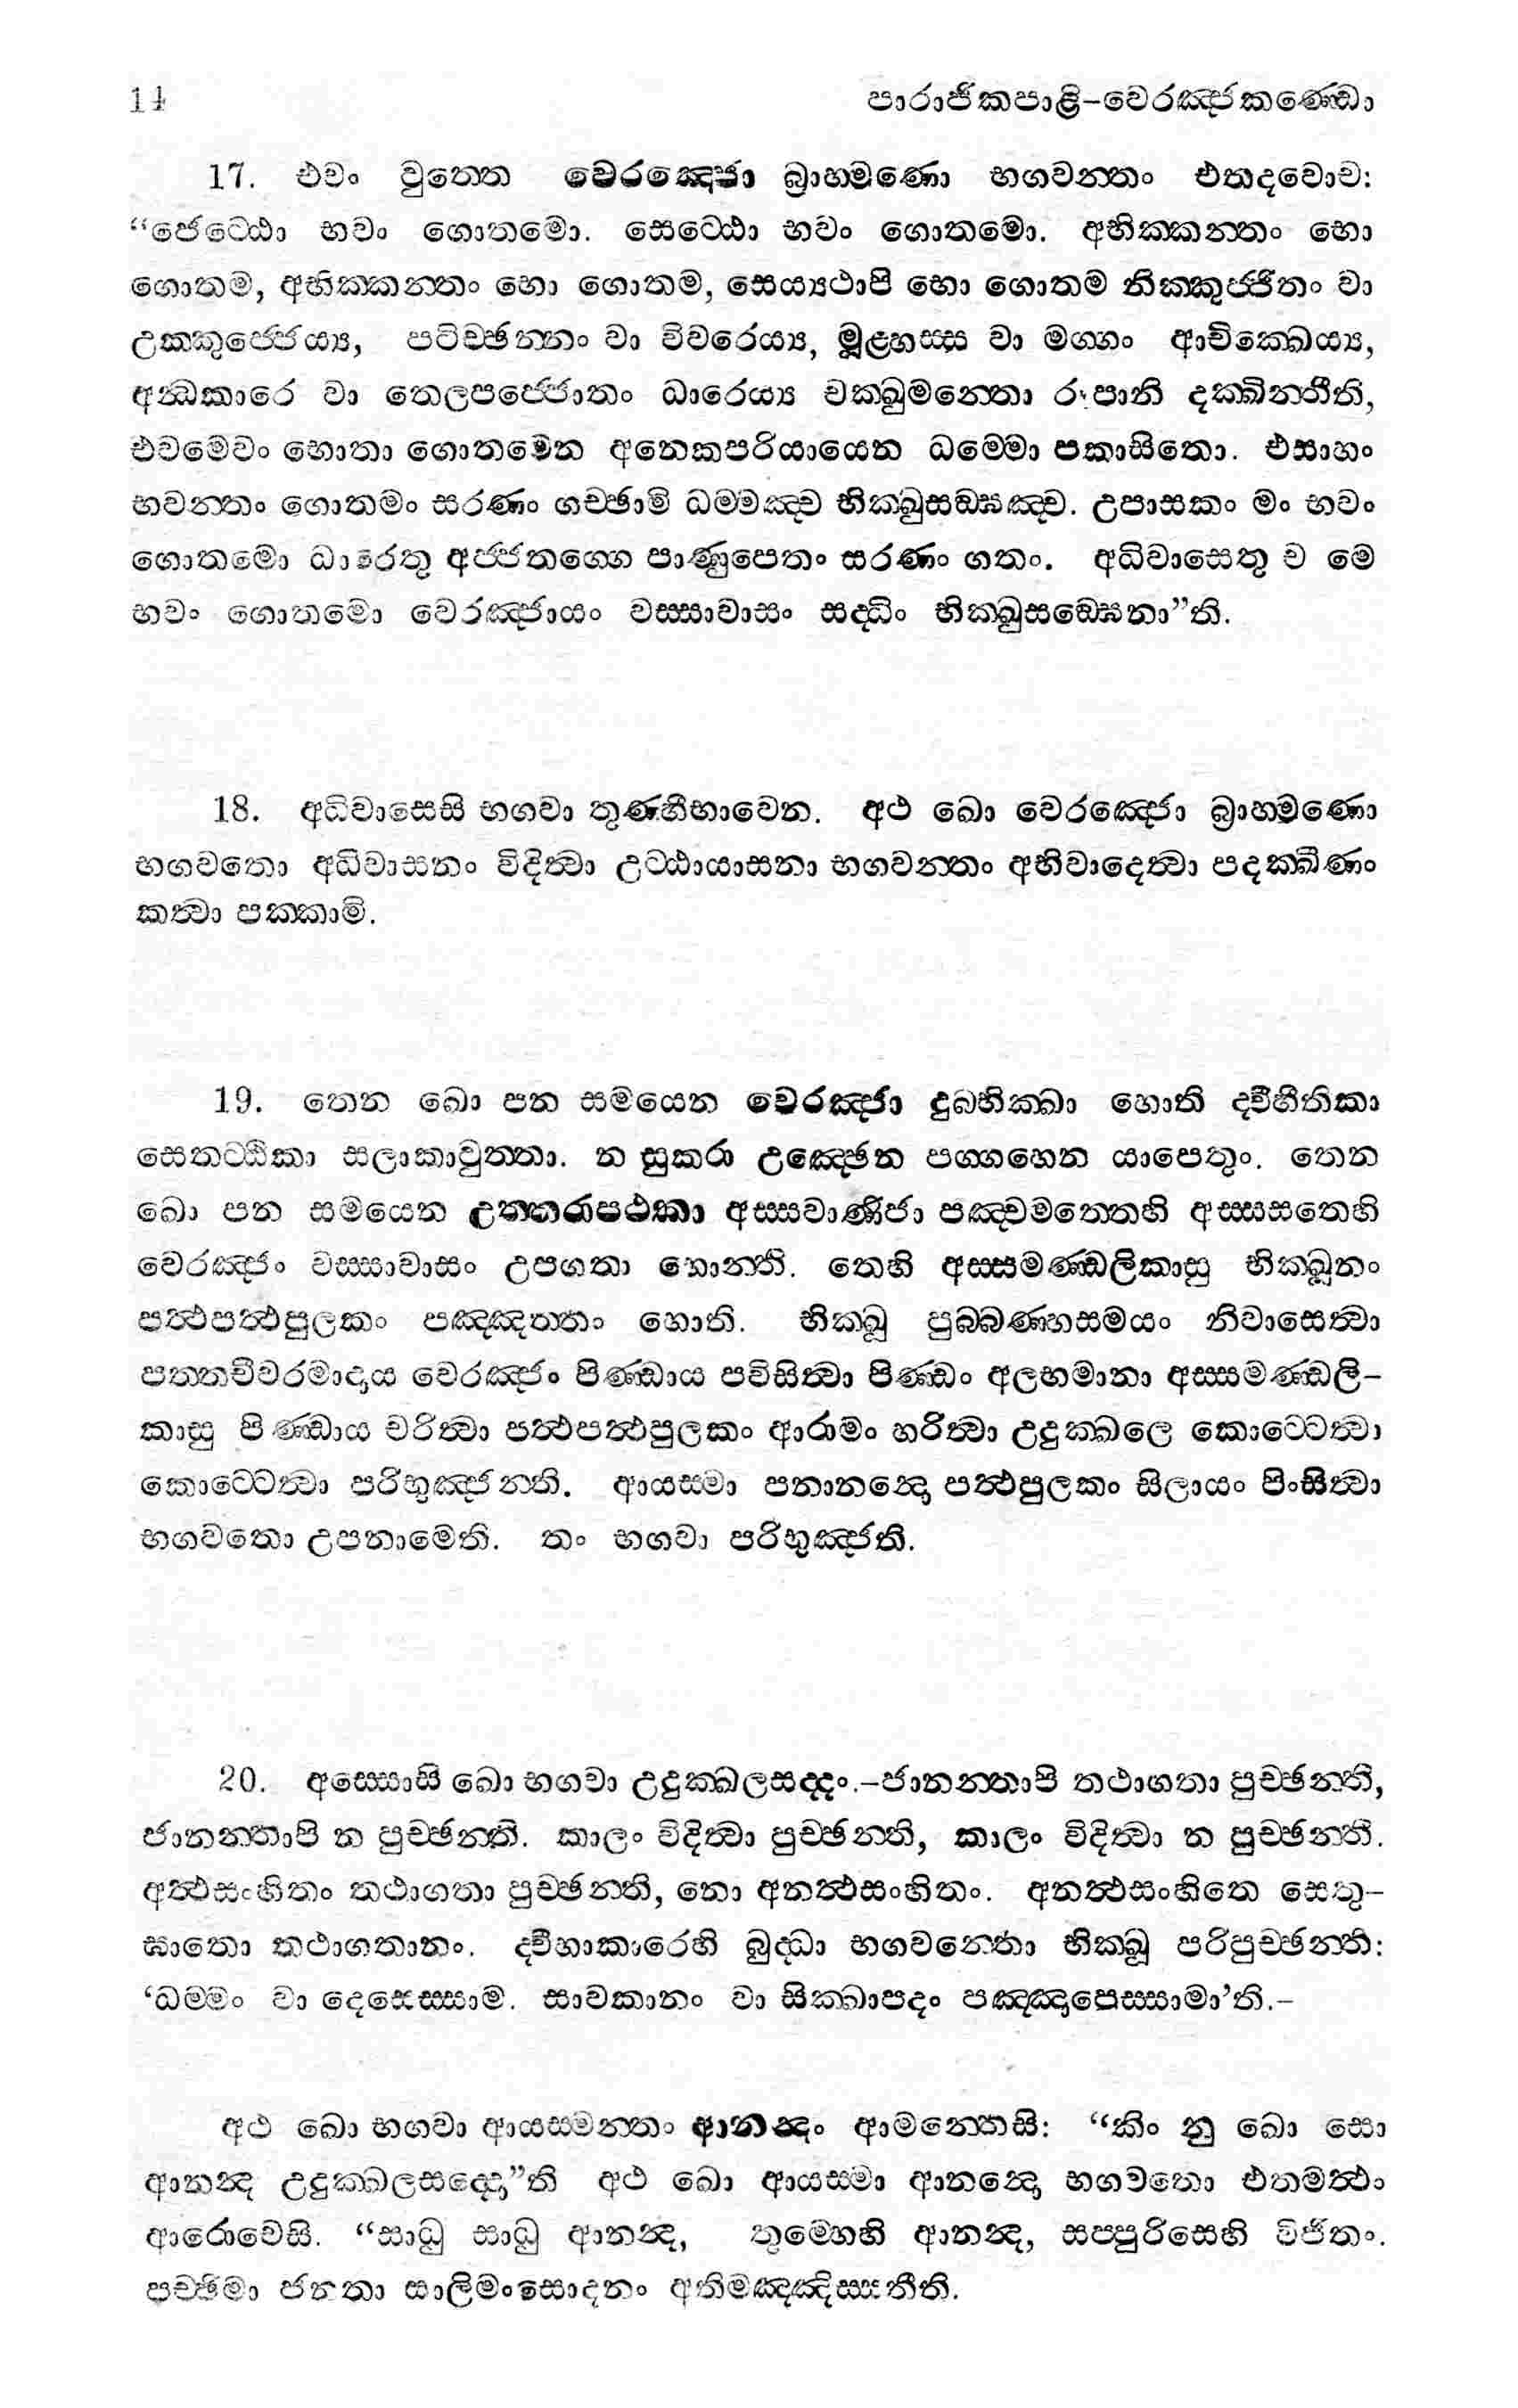 14 පාරාජිකපාළි-වෙරඤ්ජකණ්ඩො
17. එවං වුත්තෙ වෙරඤ්ජො බ්‍රාහ්මණො භගවන්තං එතදවොච:
“ජෙට්ඨො භවං ගොතමො. සෙට්ඨො භවං ගොතමො. අභික්කන්තං භො
ගොතම, අභික්කන්තං භො ගොතම, සෙය්‍යථාපි භො ගොතම නික්කුජ්ජිතං වා
උක්කුජ්ජෙය්‍ය, පටිච්ඡන්නං වා විවරෙය්‍ය, මූළ්හස්ස වා මග්ගං ආචික්ඛෙය්‍ය,
අන්ධකාරෙ වා තෙලපජ්ජොතං ධාරෙය්‍ය චක්ඛුමන්තො රූපානි දක්ඛින්තීති,
එවමෙවං භොතා ගොතමෙන අනෙකපරියායෙන ධම්මො පකාසිතො. එසාහං
භවන්තං ගොතමං සරණං ගච්ඡාමි ධම්මඤ්ච භික්ඛුසඞ්ඝඤ්ච. උපාසකං මං භවං
ගොතමො ධාරෙතු අජ්ජතග්ගෙ පාණුපෙතං සරණං ගතං. අධිවාසෙතු ච මෙ
භවං ගොතමො වෙරඤ්ජායං වස්සාවාසං සද්ධිං භික්ඛුසඞ්ඝෙනා”ති.
18. අධිවාසෙසි භගවා තුණ්හීභාවෙන. අථ ඛො වෙරඤ්ජො බ්‍රාහ්මණො
භගවතො අධිවාසනං විදිත්‍වා උට්ඨායාසනා භගවන්තං අභිවාදෙත්‍වා පදක්ඛිණං
කත්‍වා පක්කාමි.
19. තෙන ඛො පන සමයෙන වෙරඤ්ජා දුබ්භික්ඛා හොති ද්වීහිතිකා
සෙතට්ඨිකා සලාකාවුත්තා. න සුකරා උඤ්ඡෙන පග්ගහෙන යාපෙතුං. තෙන
ඛො පන සමයෙන උත්තරාපථකා අස්සවාණිජා පඤ්චමත්තෙහි අස්සසතෙහි
වෙරඤ්ජං වස්සාවාසං උපගතා හොන්ති. තෙහි අස්සමණ්ඩලිකාසු භික්ඛූනං
පත්ථපත්ථපුලකං පඤ්ඤත්තං හොති. භික්ඛූ පුබ්බණ්හසමයං නිවාසෙත්‍වා
පත්තචීවරමාදාය වෙරඤ්ජං පිණ්ඩාය පවිසිත්‍වා පිණ්ඩං අලභමානා අස්සමණ්ඩලි-
කාසු පිණ්ඩාය චරිත්‍වා පත්ථපත්ථපුලකං ආරාමං හරිත්‍වා උදුක්ඛලෙ කොට්ටෙත්‍වා
කොට්ටෙත්‍වා පරිභුඤ්ජන්ති. ආයස්මා පනානන්දො පත්ථපුලකං සිලායං පිංසිත්‍වා
භගවතො උපනාමෙති. තං භගවා පරිභුඤ්ජති.
20. අස්සොසි ඛො භගවා උදුක්ඛලසද්දං.-ජානන්තාපි තථාගතා පුච්ඡන්ති,
ජානන්තාපි න පුච්ඡන්ති. කාලං විදිත්‍වා පුච්ඡන්ති, කාලං විදිත්‍වා න පුච්ඡන්ති.
අත්ථසංහිතං තථාගතා පුච්ඡන්ති, නො අනත්ථසංහිතං. අනත්ථසංහිතෙ සෙතු-
ඝාතො තථාගතානං. ද්වීහාකාරෙහි බුද්ධා භගවන්තො භික්ඛූ පරිපුච්ඡන්ති:
‘ධම්මං වා දෙසෙස්සාම. සාවකානං වා සික්ඛාපදං පඤ්ඤාපෙස්සාමා’ති.-
අථ ඛො භගවා ආයස්මන්තං ආනන්දං ආමන්තෙසි: “කිං නු ඛො සො
ආනන්ද උදුක්ඛලසද්දො”ති අථ ඛො ආයස්මා ආනන්දො භගවතො එතමත්ථං
ආරොචෙසි. “සාධු සාධු ආනන්ද, තුම්හෙහි ආනන්ද, සප්පුරිසෙහි විජිතං.
පච්ඡිමා ජනතා සාලිමංසොදනං අතිමඤ්ඤිස්සතීති.